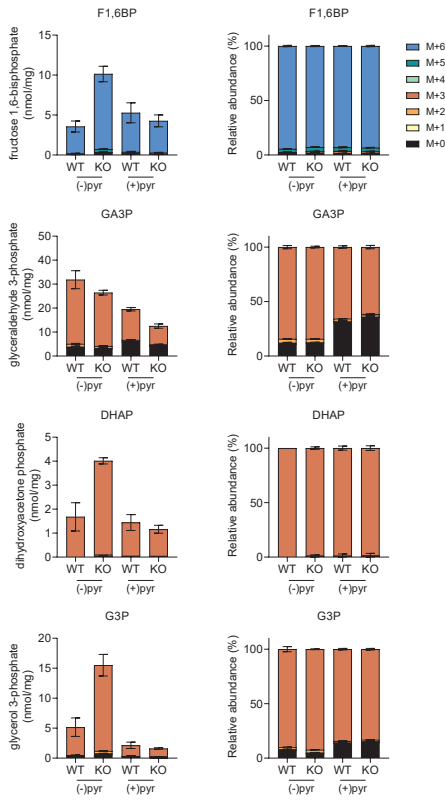 F1,6BP
fructose 1,6-bisphosphate
(nmol/mg)
15
10
5
0
WT KO WT KO
(-)pyr (+)pyr
F1,6BP
Relative abundance (%)
100
50
0
WT KO WT KO
(-)pyr (+)pyr
M+6
M+5
M+4
M+3
M+2
M+1
M+0
GA3P
glyceraldehyde 3-phosphate
(nmol/mg)
50
40
30
20
10
0
WT KO WT KO
(-)pyr (+)pyr
GA3P
Relative abundance (%)
100
50
0
WT KO WT KO
(-)pyr (+)pyr
DHAP
dihydroxyacetone phosphate
(nmol/mg)
5
4
3
2
1
0
WT KO WT KO
(-)pyr (+)pyr
DHAP
Relative abundance (%)
100
50
0
WT KO WT KO
(-)pyr (+)pyr
G3P
glycerol 3-phosphate
(nmol/mg)
20
15
10
5
0
WT KO WT KO
(-)pyr (+)pyr
G3P
Relative abundance (%)
100
50
0
WT KO WT KO
(-)pyr (+)pyr